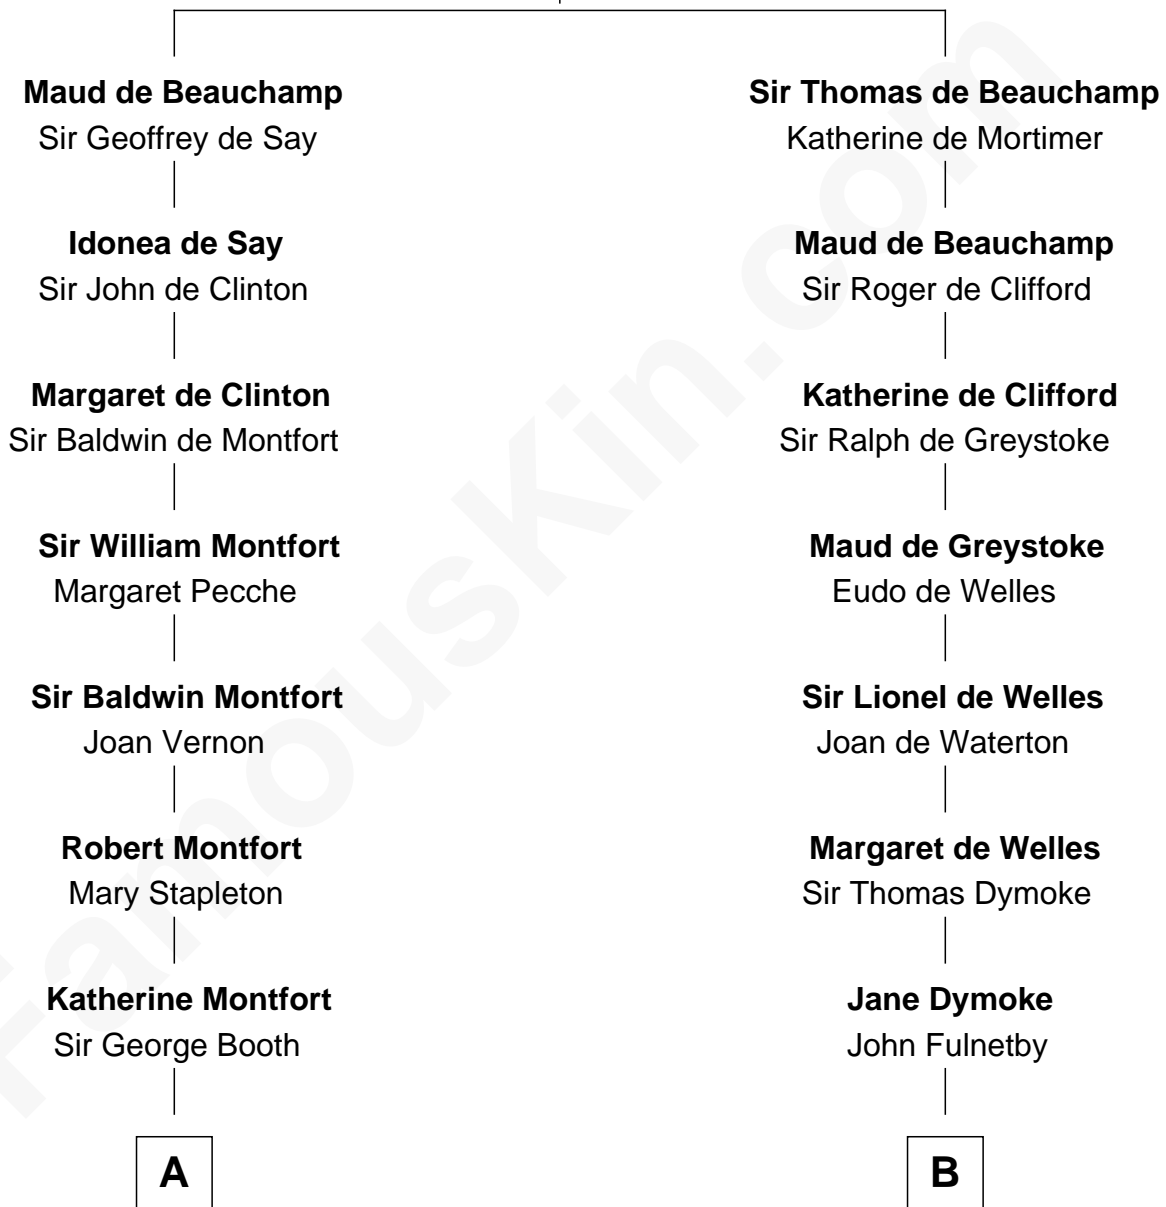 Maud de Beauchamp
Sir Geoffrey de Say
Idonea de Say
Sir John de Clinton
Margaret de Clinton
Sir Baldwin de Montfort
Sir William Montfort
Margaret Pecche
Sir Baldwin Montfort
Joan Vernon
Robert Montfort
Mary Stapleton
Katherine Montfort
Sir George Booth
A
Sir Thomas de Beauchamp
Katherine de Mortimer
Maud de Beauchamp
Sir Roger de Clifford
Katherine de Clifford
Sir Ralph de Greystoke
Maud de Greystoke
Eudo de Welles
Sir Lionel de Welles
Joan de Waterton
Margaret de Welles
Sir Thomas Dymoke
Jane Dymoke
John Fulnetby
B
FamousKin.com